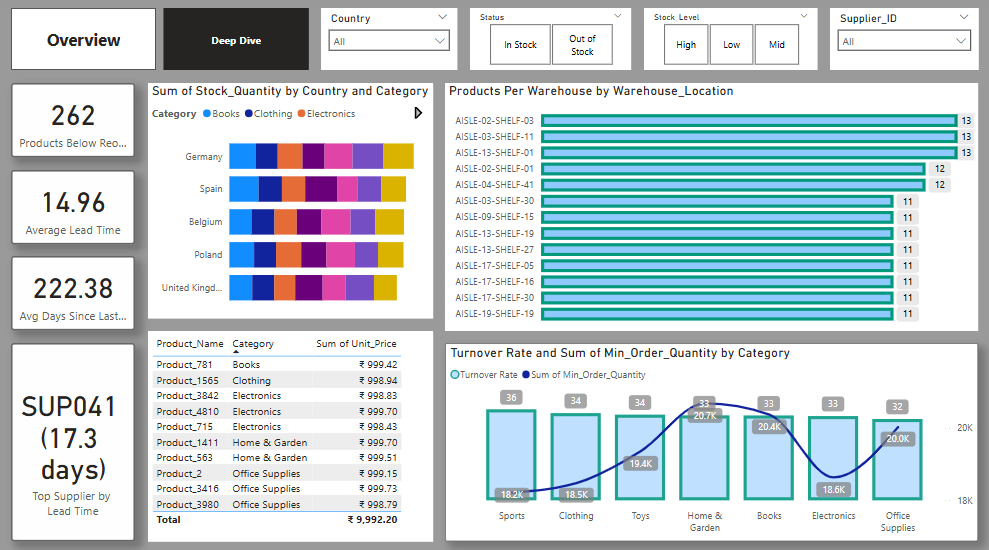 Overview
Deep Dive
Country
All
Status
In Stock
Out of
Stock
Stock_Level
High
Low
Mid
Supplier_ID
All
262
Products Below Reo...
14.96
Average Lead Time
222.38
Avg Days Since Last...
SUP041
(17.3
days)
Top Supplier by
Lead Time
Sum of Stock_Quantity by Country and Category
Category Books Clothing Electronics
Germany
Spain
Belgium
Poland
United Kingd...
Products Per Warehouse by Warehouse_Location
AISLE-02-SHELF-03 13
AISLE-03-SHELF-11 13
AISLE-13-SHELF-01 13
AISLE-02-SHELF-01 12
AISLE-04-SHELF-41 12
AISLE-03-SHELF-30 11
AISLE-09-SHELF-15 11
AISLE-13-SHELF-19 11
AISLE-13-SHELF-27 11
AISLE-17-SHELF-05 11
AISLE-17-SHELF-16 11
AISLE-17-SHELF-30 11
AISLE-19-SHELF-19 11
Product_Name Category Sum of Unit_Price
Product_781 Books ₹ 999.42
Product_1565 Clothing ₹ 998.94
Product_3842 Electronics ₹ 998.83
Product_4810 Electronics ₹ 999.70
Product_715 Electronics ₹ 998.43
Product_1411 Home & Garden ₹ 999.70
Product_563 Home & Garden ₹ 999.51
Product_2 Office Supplies ₹ 999.15
Product_3416 Office Supplies ₹ 999.73
Product_3980 Office Supplies ₹ 998.79
Total ₹ 9,992.20
Turnover Rate and Sum of Min_Order_Quantity by Category
Turnover Rate Sum of Min_Order_Quantity
36 34 34 33 33 33 32
18.2K 18.5K 19.4K 20.7K 20.4K 18.6K 20.0K
20K
18K
Sports Clothing Toys Home &
Garden Books Electronics Office
Supplies